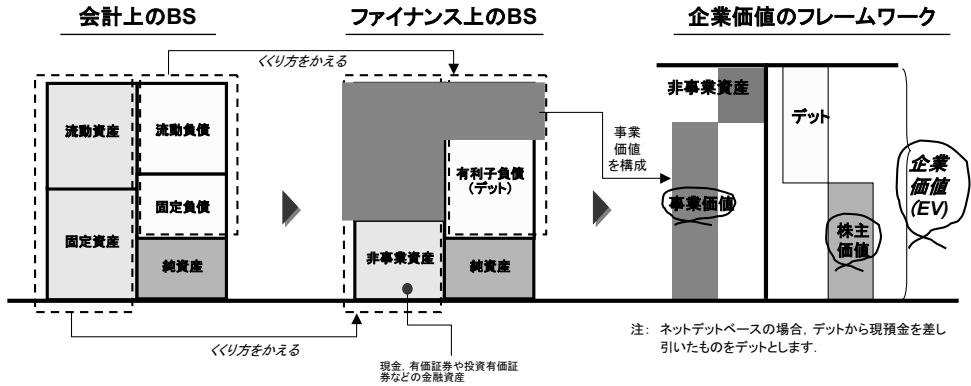 会計上のBS
ファイナンス上のBS
企業価値のフレームワーク
くくり方をかえる
流動資産
流動負債
固定負債
固定資産
純資産
有利子負債
(デット)
非事業資産
純資産
事業
価値
を構成
非事業資産
デット
事業価値
株主
価値
企業
価値
(EV)
くくり方をかえる
現金, 有価証券や投資有価証
券などの金融資産
注: ネットデットベースの場合, デットから現預金を差し
引いたものをデットとします.